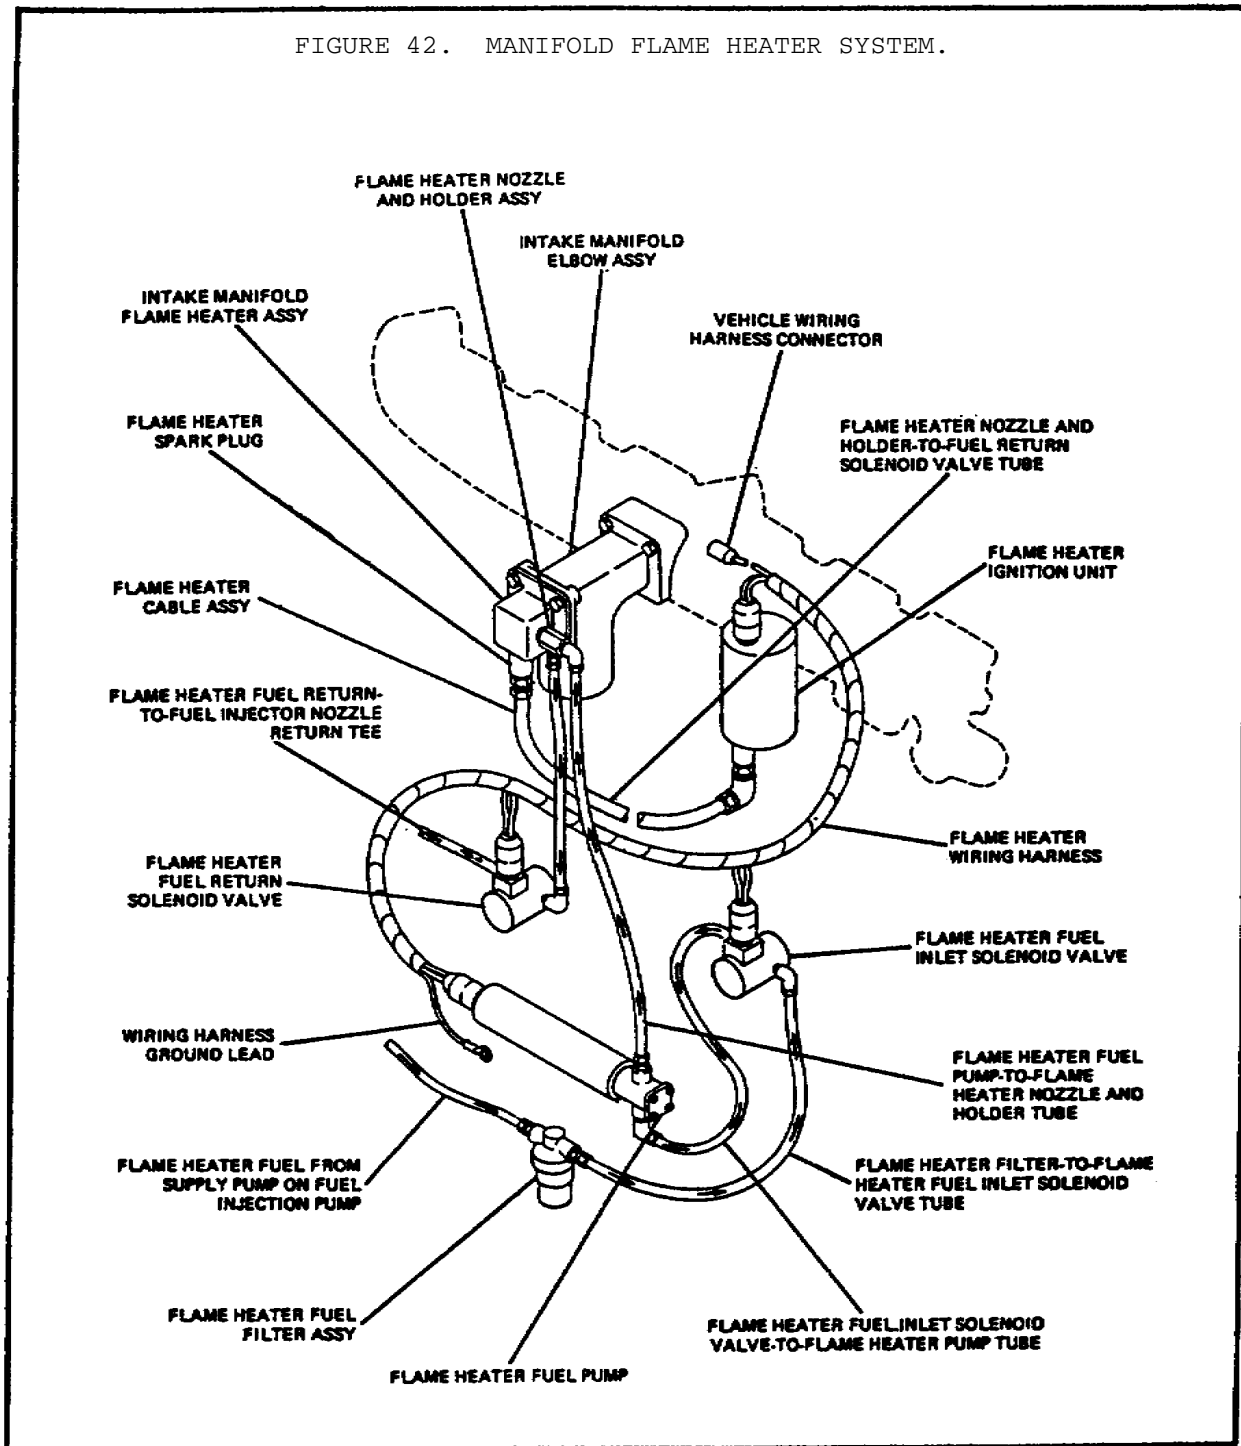 FIGURE 42. MANIFOLD FLAME HEATER SYSTEM.
FLAME HEATER NOZZLE
AND HOLDER ASSY
INTAKE MANIFOLD
ELBOW ASSY
INTAKE MANIFOLD
FLAME HEATER ASSY
VEHICLE WIRING
HARNESS CONNECTOR
FLAME HEATER
SPARK PLUG
FLAME HEATER NOZZLE AND
HOLDER-TO-FUEL RETURN
SOLENOID VALVE TUBE
FLAME HEATER
IGNITION UNIT
FLAME HEATER
CABLE ASSY
FLAME HEATER FUEL RETURN-
TO-FUEL INJECTOR NOZZLE
RETURN TEE
FLAME HEATER
WIRING HARNESS
FLAME HEATER
FUEL RETURN
SOLENOID VALVE
FLAME HEATER FUEL
INLET SOLENOID VALVE
WIRING HARNESS
GROUND LEAD
FLAME HEATER FUEL
PUMP-TO-FLAME
HEATER NOZZLE AND
HOLDER TUBE
FLAME HEATER FUEL FROM
SUPPLY PUMP ON FUEL
INJECTION PUMP
FLAME HEATER FILTER-TO-FLAME
HEATER FUEL INLET SOLENOID
VALVE TUBE
FLAME HEATER FUEL
FILTER ASSY
FLAME HEATER FUEL INLET SOLENOID
VALVE-TO-FLAME HEATER PUMP TUBE
FLAME HEATER FUEL PUMP